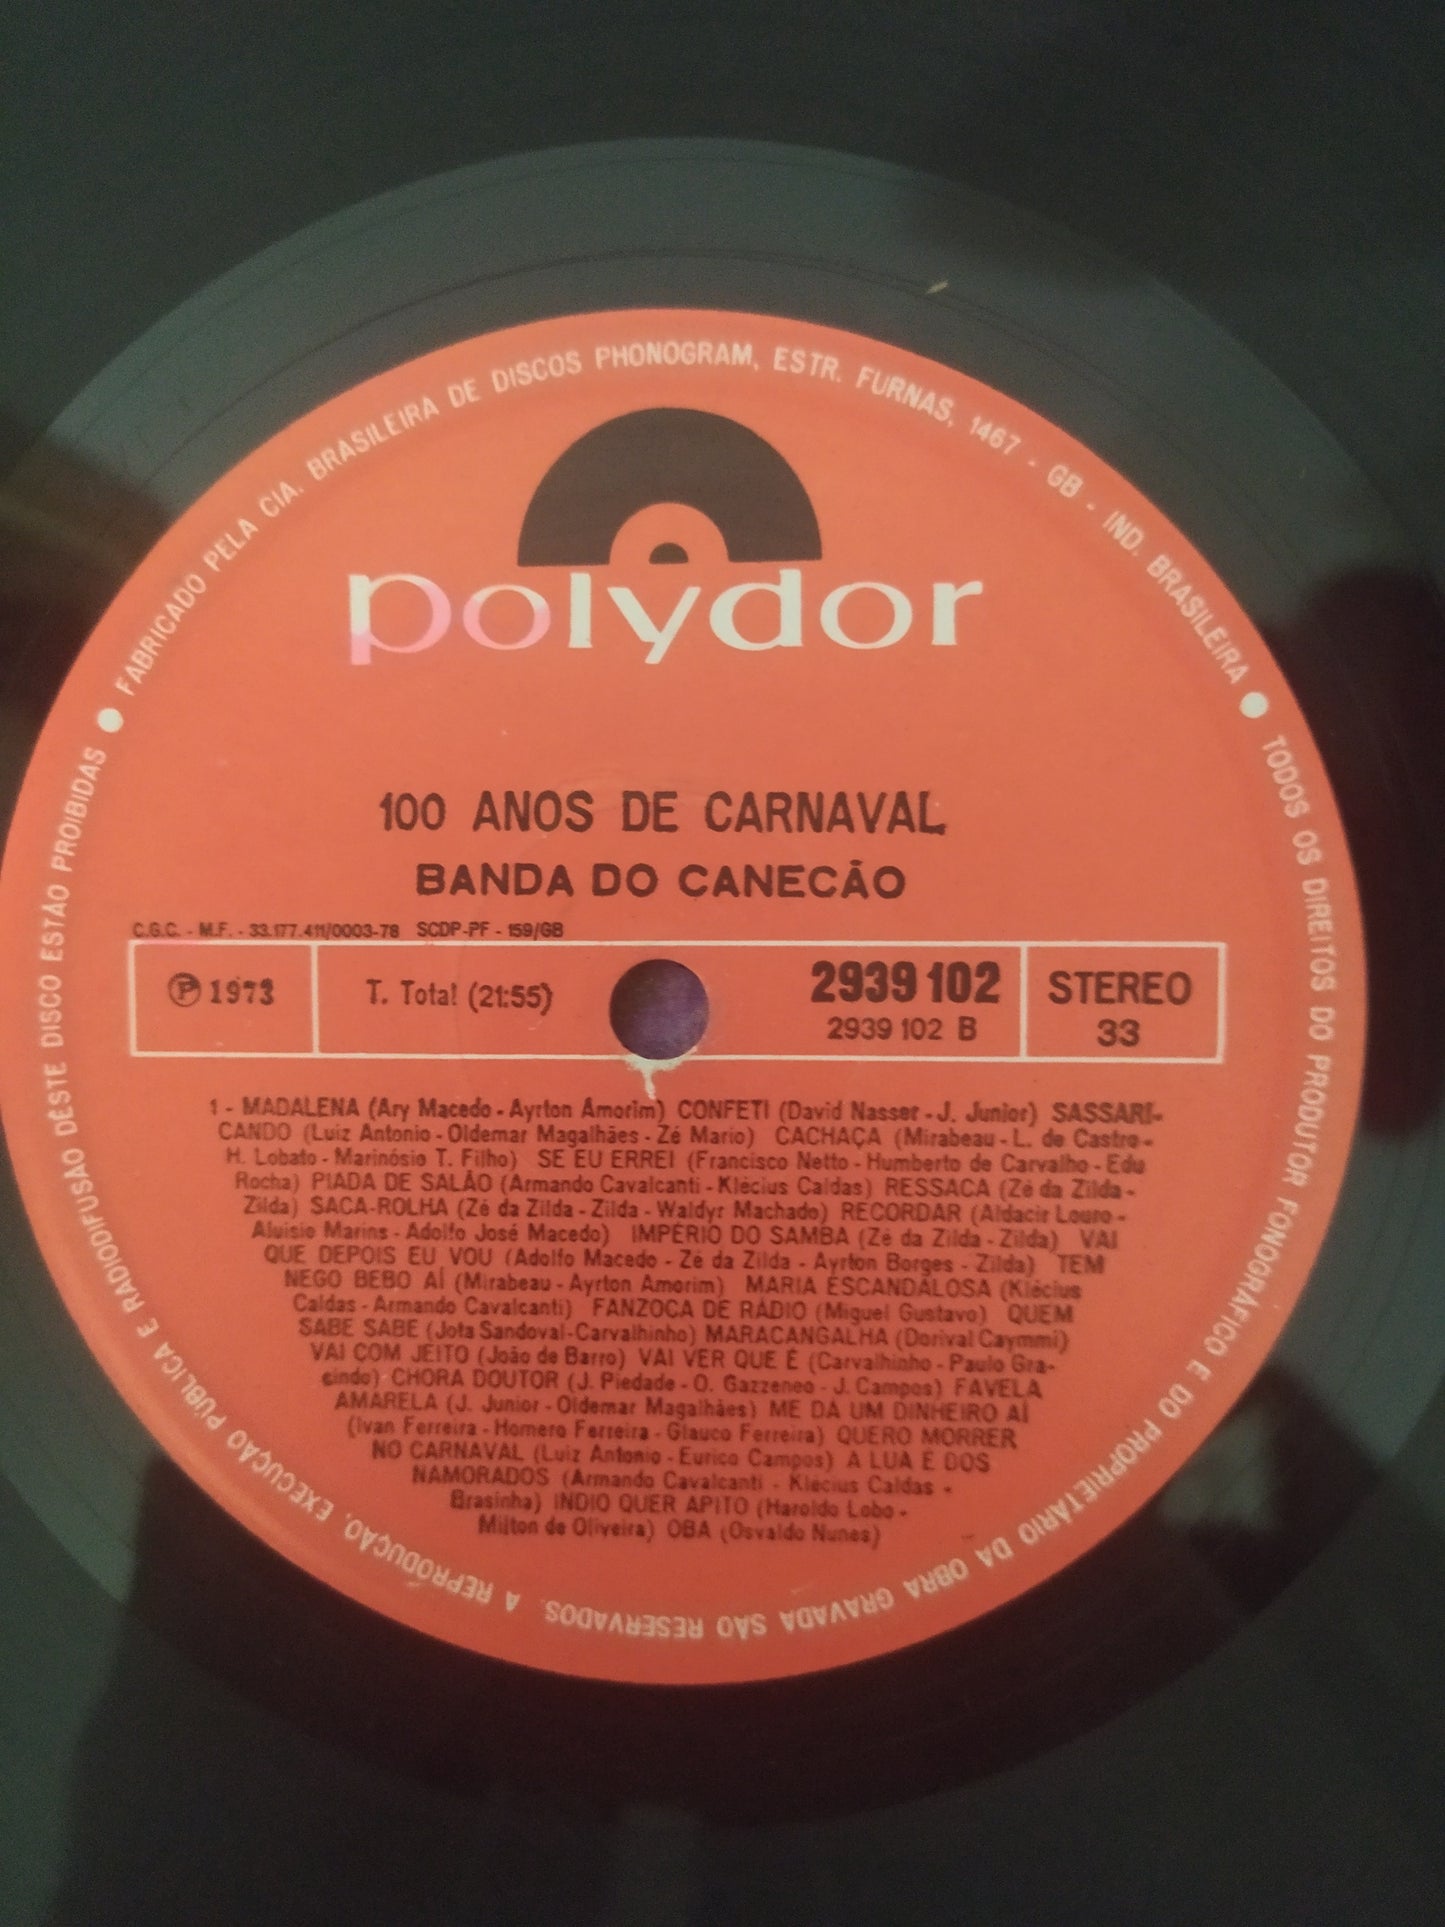 FABRICADO PELA CIA. BRASILEIRA DE DISCOS PHONOGRAM, ESTR. FURNAS, 1467 - GB - IND. BRASILEIRA
polydor
100 ANOS DE CARNAVAL
BANDA DO CANECÃO
C.G.C. - M.F. - 33.177.411/0003-78 SCDP-PF - 159/GB
Ⓟ 1973
T. Total (21:55)
2939 102
2939 102 B
STEREO
33
1 - MADALENA (Ary Macedo - Ayrton Amorim) CONFETI (David Nasser - J. Junior) SASSARI-
CANDO (Luiz Antonio - Oldemar Magalhães - Zé Mario) CACHAÇA (Mirabeau - L. de Castro -
H. Lobato - Marinósio T. Filho) SE EU ERREI (Francisco Netto - Humberto de Carvalho - Edu
Rocha) PIADA DE SALÃO (Armando Cavalcanti - Klécius Caldas) RESSACA (Zé da Zilda -
Zilda) SACA-ROLHA (Zé da Zilda - Zilda - Waldyr Machado) RECORDAR (Aldacir Louro -
Aluisio Marins - Adolfo José Macedo) IMPÉRIO DO SAMBA (Zé da Zilda - Zilda) VAI
QUE DEPOIS EU VOU (Adolfo Macedo - Zé da Zilda - Ayrton Borges - Zilda) TEM
NEGO BEBO AÍ (Mirabeau - Ayrton Amorim) MARIA ESCANDALOSA (Klécius
Caldas - Armando Cavalcanti) FANZOCA DE RÁDIO (Miguel Gustavo) QUEM
SABE SABE (Jota Sandoval - Carvalhinho) MARACANGALHA (Dorival Caymmi)
VAI COM JEITO (João de Barro) VAI VER QUE É (Carvalhinho - Paulo Gra-
cindo) CHORA DOUTOR (J. Piedade - O. Gazzeneo - J. Campos) FAVELA
AMARELA (J. Junior - Oldemar Magalhães) ME DÁ UM DINHEIRO AÍ
(Ivan Ferreira - Homero Ferreira - Glauco Ferreira) QUERO MORRER
NO CARNAVAL (Luiz Antonio - Eurico Campos) A LUA É DOS
NAMORADOS (Armando Cavalcanti - Klécius Caldas -
Brasinha) INDIO QUER APITO (Haroldo Lobo -
Milton de Oliveira) OBA (Osvaldo Nunes)
TODOS OS DIREITOS DO PRODUTOR FONOGRÁFICO E DO PROPRIETÁRIO DA OBRA GRAVADA SÃO RESERVADOS. A REPRODUÇÃO, EXECUÇÃO PÚBLICA E RADIODIFUSÃO DÊSTE DISCO ESTÃO PROIBIDAS